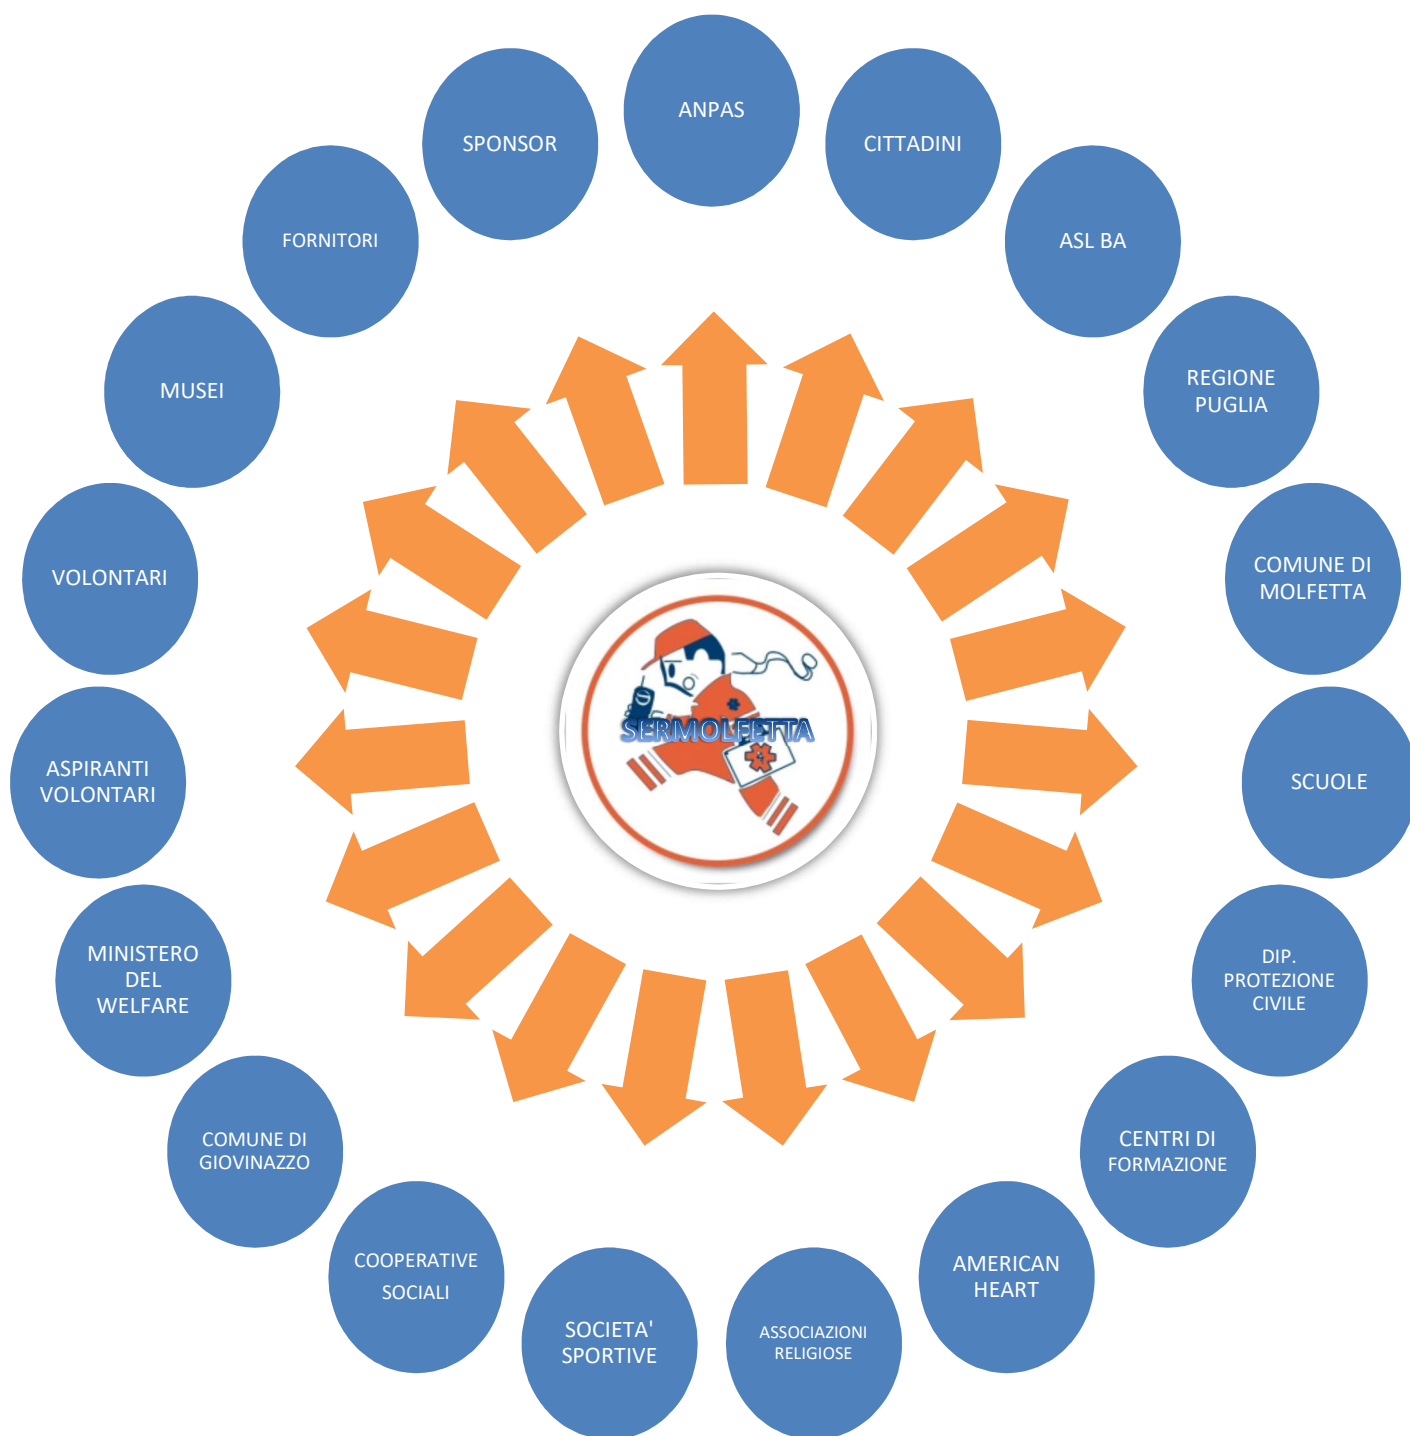 ANPAS
CITTADINI
ASL BA
REGIONE
PUGLIA
COMUNE DI
MOLFETTA
SCUOLE
DIP.
PROTEZIONE
CIVILE
CENTRI DI
FORMAZIONE
AMERICAN
HEART
ASSOCIAZIONI
RELIGIOSE
SOCIETA'
SPORTIVE
COOPERATIVE
SOCIALI
COMUNE DI
GIOVINAZZO
MINISTERO
DEL
WELFARE
ASPIRANTI
VOLONTARI
VOLONTARI
MUSEI
FORNITORI
SPONSOR
SERMOLFETTA